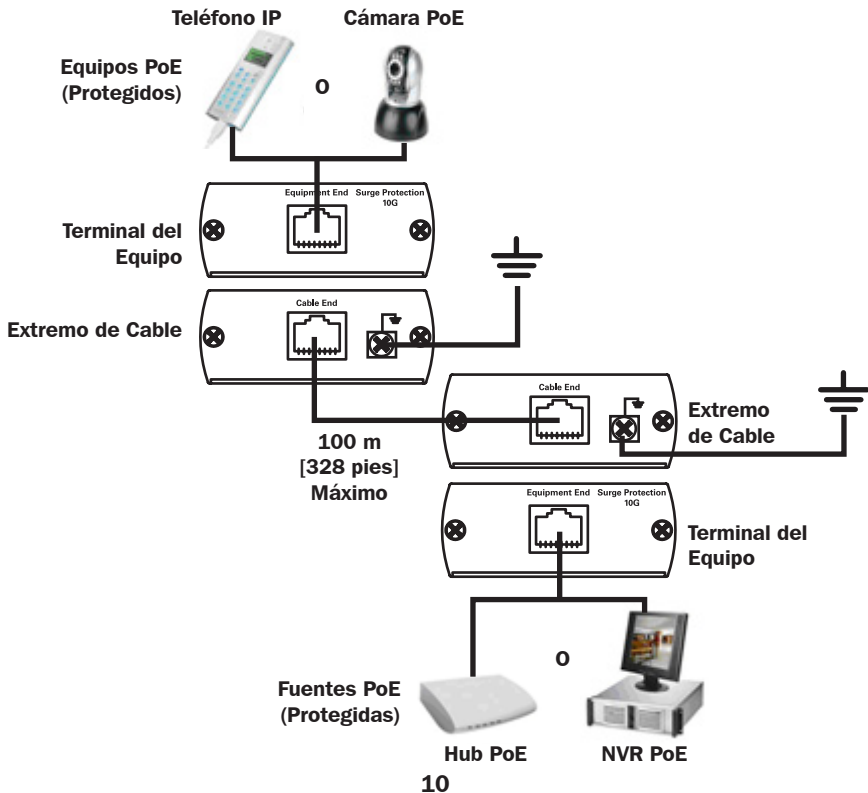 Teléfono IP
Cámara PoE
Equipos PoE
(Protegidos)
O
Equipment End
Surge Protection
10G
Terminal del
Equipo
Cable End
Extremo de Cable
Cable End
Extremo
de Cable
100 m
[328 pies]
Máximo
Equipment End
Surge Protection
10G
Terminal del
Equipo
O
Fuentes PoE
(Protegidas)
Hub PoE
NVR PoE
10